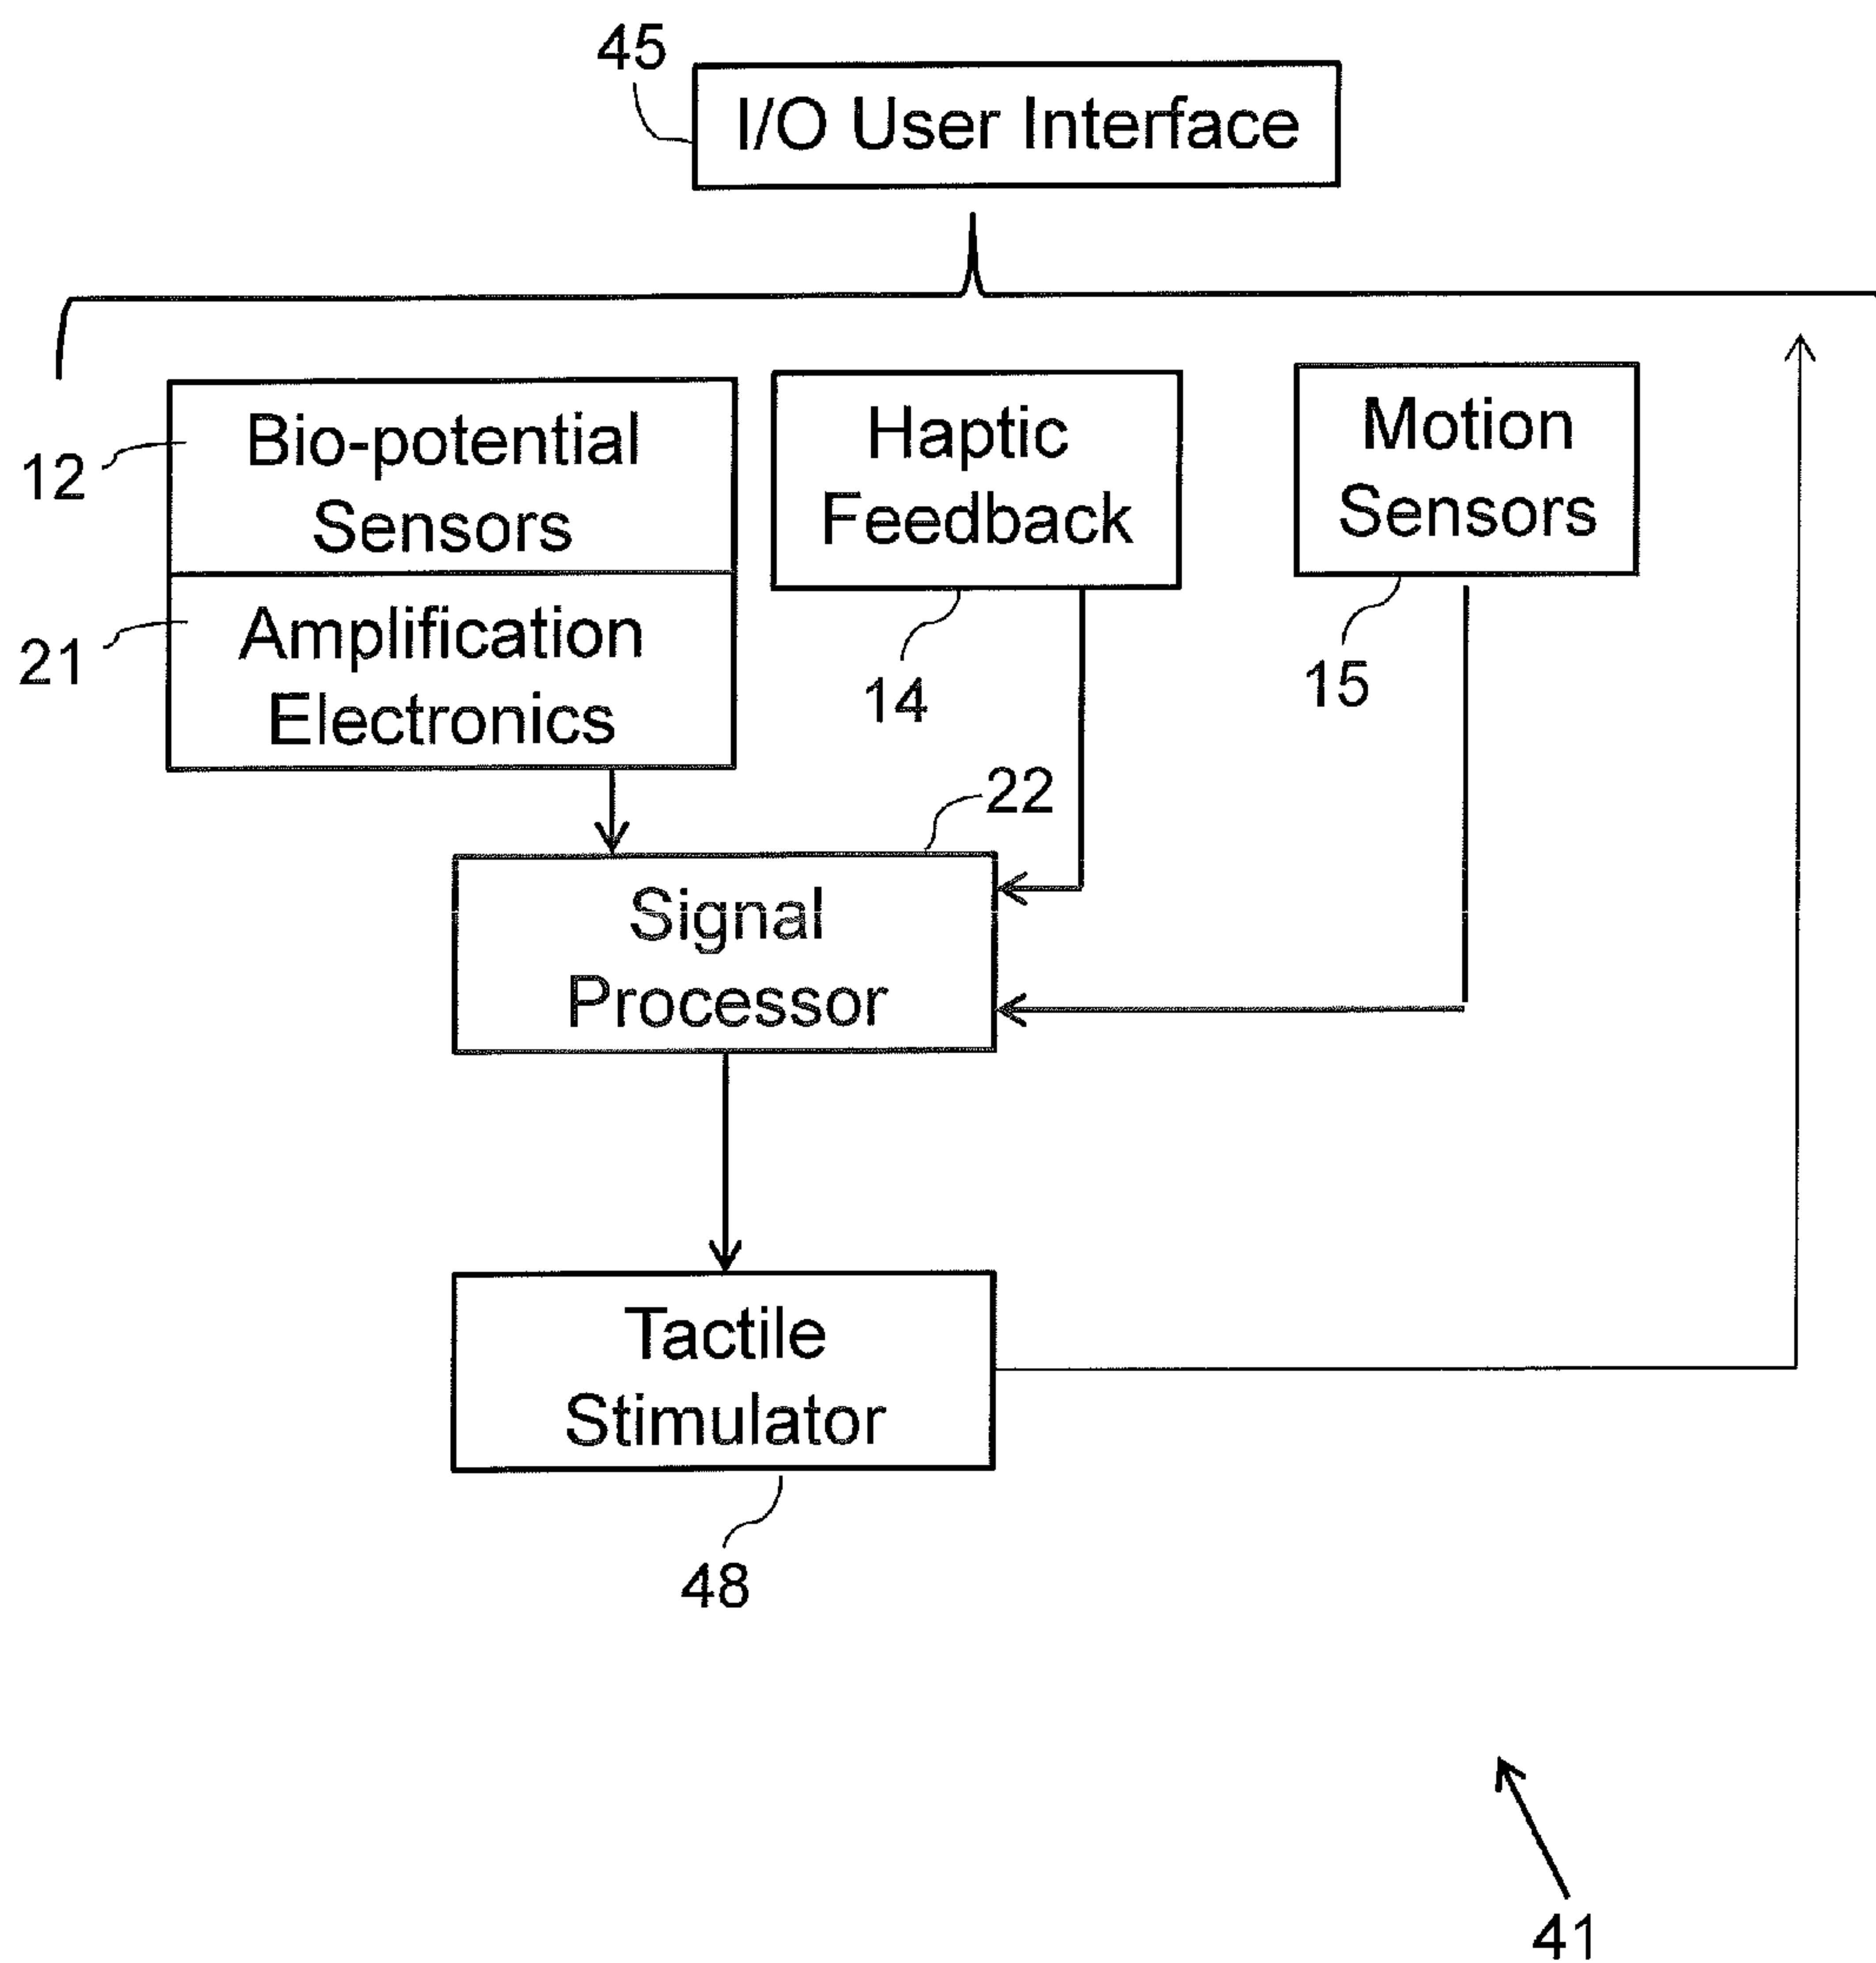 45
I/O User Interface
12
Bio-potential
Sensors
21
Amplification
Electronics
Haptic
Feedback
14
Motion
Sensors
15
22
Signal
Processor
Tactile
Stimulator
48
41